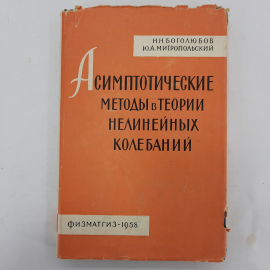 Н.Н.БОГОЛЮБОВ
Ю.А.МИТРОПОЛЬСКИЙ
АСИМПТОТИЧЕСКИЕ
МЕТОДЫ В ТЕОРИИ
НЕЛИНЕЙНЫХ
КОЛЕБАНИЙ
ФИЗМАТГИЗ-1958